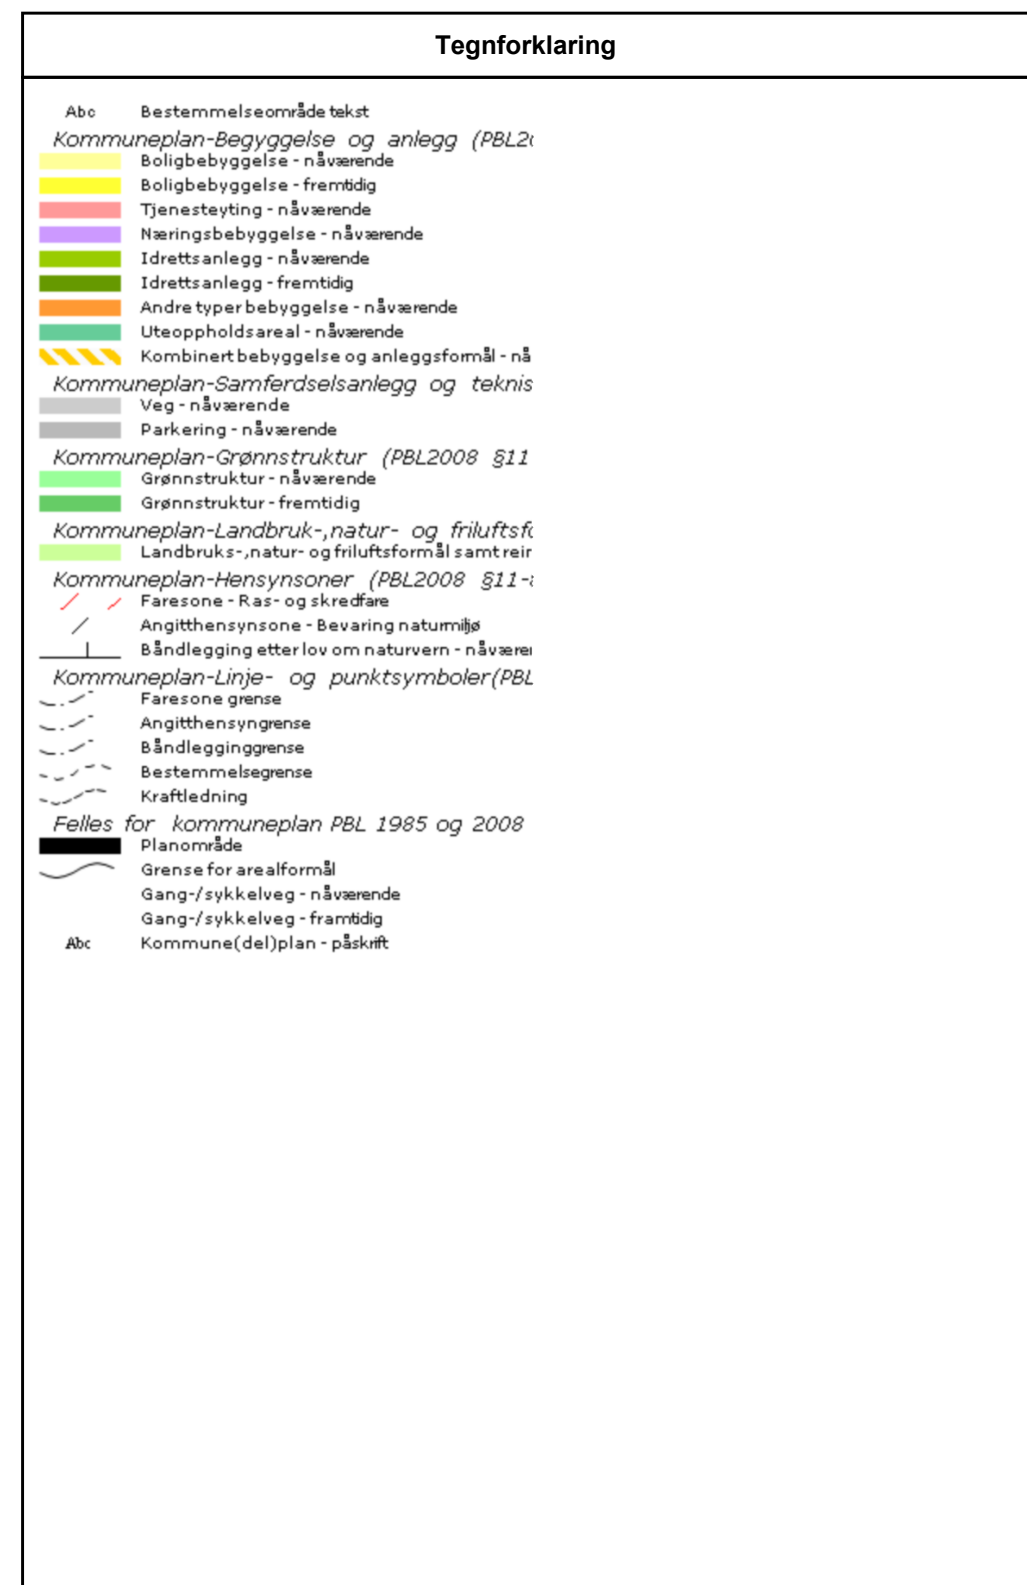 Tegnforklaring
Abc Bestemmelseområde tekst
Kommuneplan-Begyggelse og anlegg (PBL20
Boligbebyggelse - nåværende
Boligbebyggelse - fremtidig
Tjenesteyting - nåværende
Næringsbebyggelse - nåværende
Idrettsanlegg - nåværende
Idrettsanlegg - fremtidig
Andre typer bebyggelse - nåværende
Uteoppholdsareal - nåværende
Kombinert bebyggelse og anleggsformål - nå
Kommuneplan-Samferdselsanlegg og teknis
Veg - nåværende
Parkering - nåværende
Kommuneplan-Grønnstruktur (PBL2008 §11
Grønnstruktur - nåværende
Grønnstruktur - fremtidig
Kommuneplan-Landbruk-,natur- og friluftsfo
Landbruks-,natur- og friluftsformål samt rein
Kommuneplan-Hensynsoner (PBL2008 §11-8
Faresone - Ras- og skredfare
Angitthensynsone - Bevaring naturmiljø
Båndlegging etter lov om naturvern - nåværen
Kommuneplan-Linje- og punktsymboler(PBL
Faresone grense
Angitthensyngrense
Båndlegginggrense
Bestemmelsegrense
Kraftledning
Felles for kommuneplan PBL 1985 og 2008
Planområde
Grense for arealformål
Gang-/sykkelveg - nåværende
Gang-/sykkelveg - framtidig
Abc Kommune(del)plan - påskrift